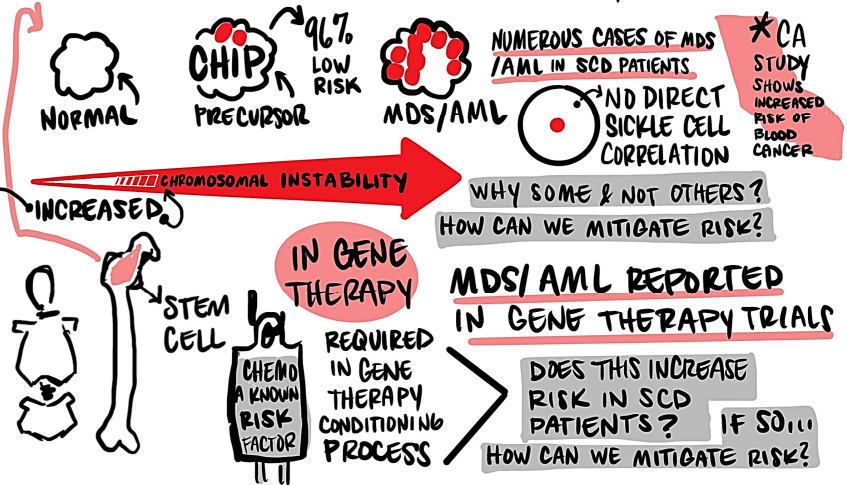 NORMAL
CHIP
PRECURSOR
96%
LOW
RISK
MDS/AML
NUMEROUS CASES OF MDS
/AML IN SCD PATIENTS
NO DIRECT
SICKLE CELL
CORRELATION
*CA
STUDY
SHOWS
INCREASED
RISK OF
BLOOD
CANCER
CHROMOSOMAL INSTABILITY
INCREASED
WHY SOME & NOT OTHERS?
HOW CAN WE MITIGATE RISK?
STEM
CELL
IN GENE
THERAPY
CHEMO
A KNOWN
RISK
FACTOR
REQUIRED
IN GENE
THERAPY
CONDITIONING
PROCESS
MDS/AML REPORTED
IN GENE THERAPY TRIALS
DOES THIS INCREASE
RISK IN SCD
PATIENTS?
IF SO...
HOW CAN WE MITIGATE RISK?